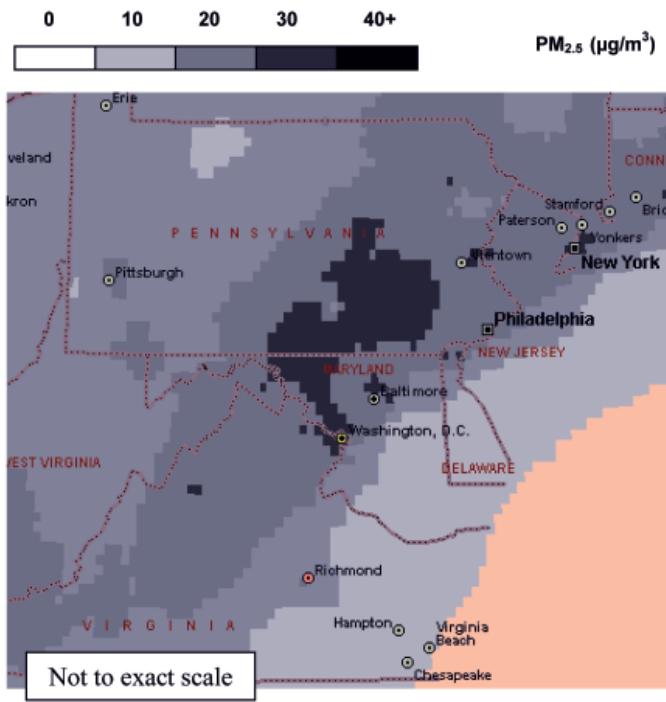 0 10 20 30 40+
PM2.5 (µg/m³)
Erie
veland
CONN
kron
Stamford
Bric
Paterson
Yonkers
PENNSYLVANIA
New York
Pittsburgh
Philadelphia
NEW JERSEY
MARYLAND
Baltimore
Washington, D.C.
WEST VIRGINIA
DELAWARE
Richmond
VIRGINIA
Hampton
Virginia
Beach
Chesapeake
Not to exact scale